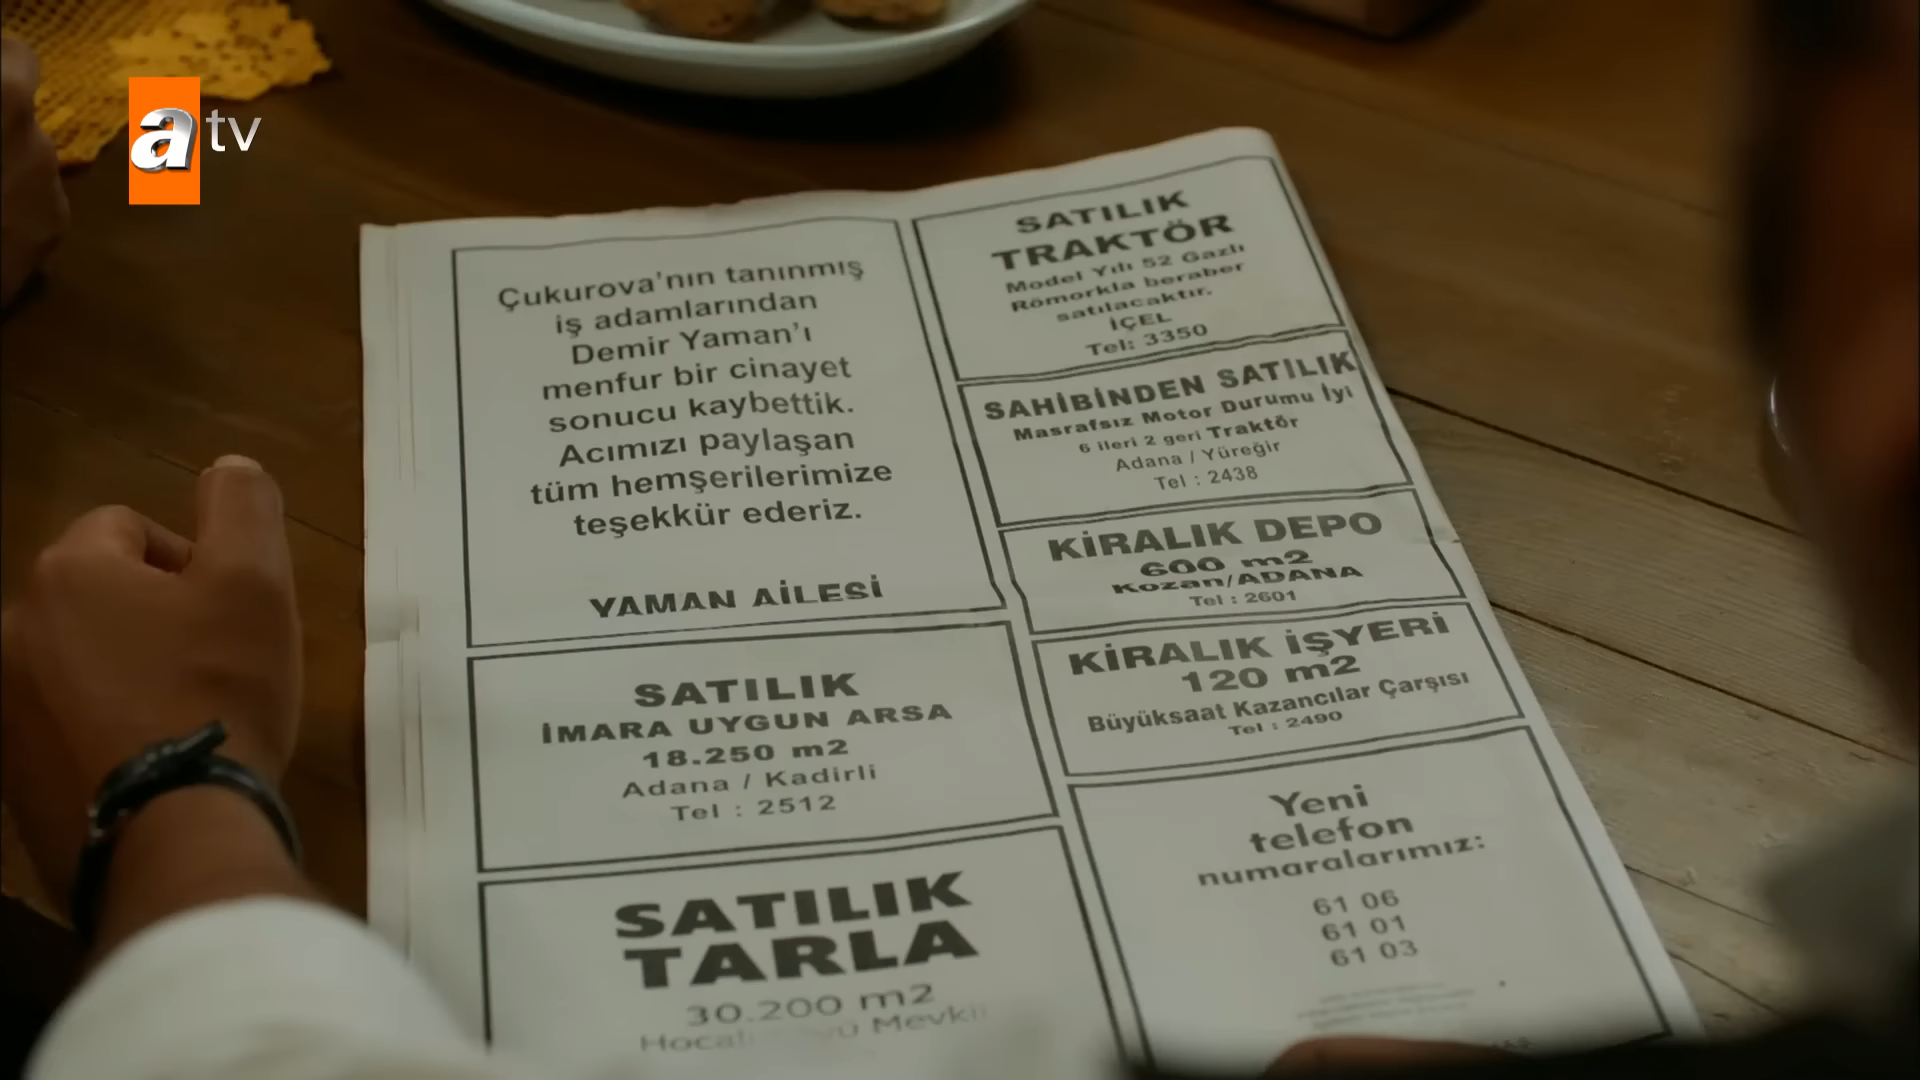 atv
Çukurova'nın tanınmış
iş adamlarından
Demir Yaman'ı
menfur bir cinayet
sonucu kaybettik.
Acımızı paylaşan
tüm hemşerilerimize
teşekkür ederiz.
YAMAN AİLESİ
SATILIK
İMARA UYGUN ARSA
18.250 m2
Adana / Kadirli
Tel : 2512
SATILIK
TARLA
30.200 m2
Mevkii
SATILIK
TRAKTÖR
Model Yılı 52 Gazlı
Römorkla beraber
satılacaktır.
İÇEL
Tel: 3350
SAHİBİNDEN SATILIK
Masrafsız Motor Durumu İyi
6 ileri 2 geri Traktör
Adana / Yüreğir
Tel : 2438
KİRALIK DEPO
600 m2
Kozan/ADANA
Tel : 2601
KİRALIK İŞYERİ
120 m2
Büyüksaat Kazancılar Çarşısı
Tel : 2490
Yeni
telefon
numaralarımız:
61 06
61 01
61 03